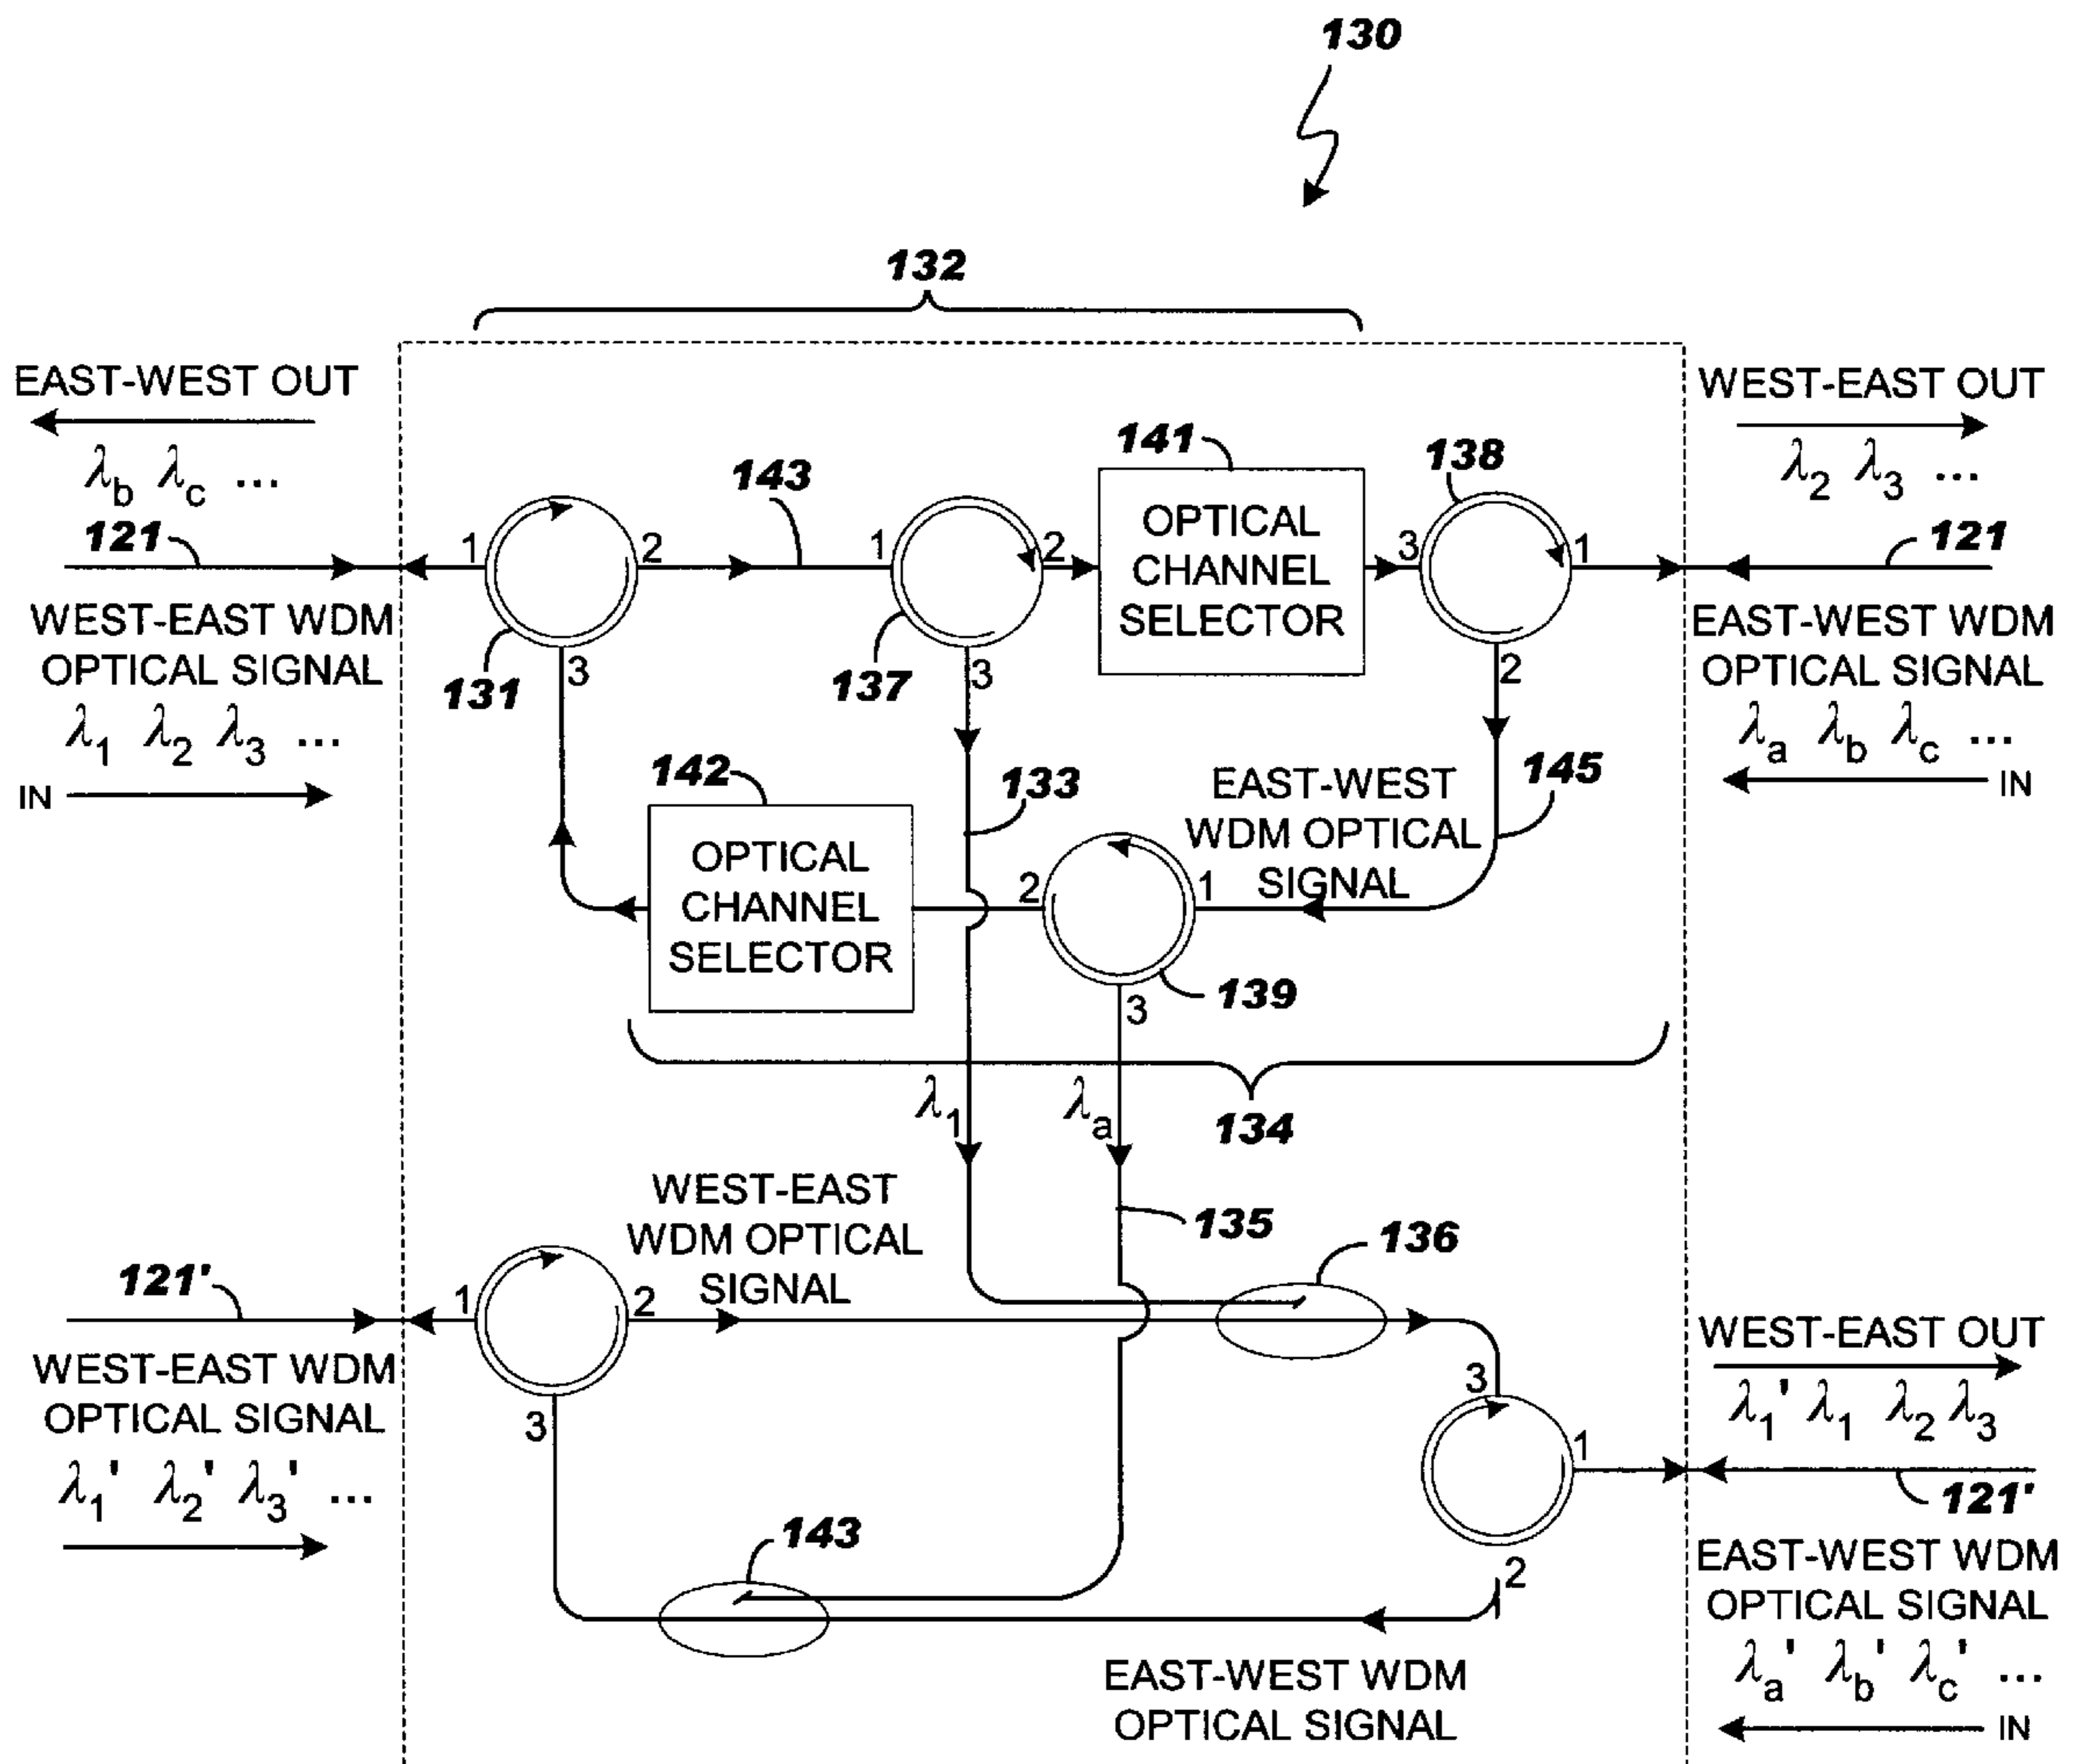 130
132
EAST-WEST OUT
λb λc ...
121
WEST-EAST WDM
OPTICAL SIGNAL
λ1 λ2 λ3 ...
IN
1
2
3
131
143
1
2
3
137
141
OPTICAL
CHANNEL
SELECTOR
138
3
1
2
WEST-EAST OUT
λ2 λ3 ...
121
EAST-WEST WDM
OPTICAL SIGNAL
λa λb λc ...
IN
142
OPTICAL
CHANNEL
SELECTOR
133
EAST-WEST
WDM OPTICAL
SIGNAL
145
2
1
3
139
λ1
λa
134
135
136
WEST-EAST
WDM OPTICAL
SIGNAL
121'
1
2
3
WEST-EAST WDM
OPTICAL SIGNAL
λ1' λ2' λ3' ...
WEST-EAST OUT
λ1' λ1 λ2 λ3
3
1
2
121'
143
EAST-WEST WDM
OPTICAL SIGNAL
EAST-WEST WDM
OPTICAL SIGNAL
λa' λb' λc' ...
IN